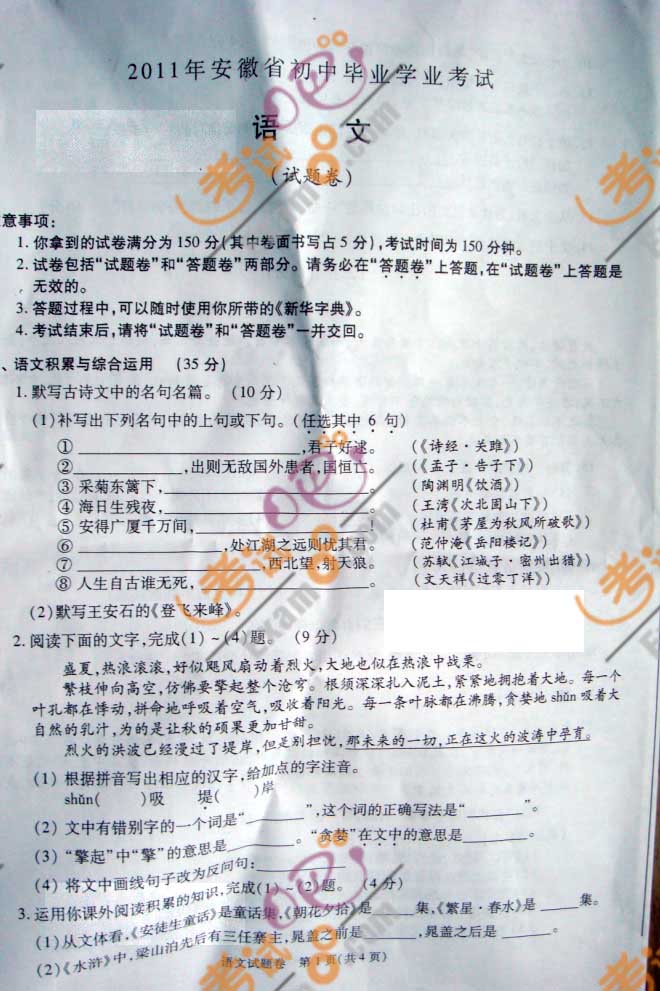 2011年安徽省初中毕业学业考试
语 文
(试题卷)
意事项:
1. 你拿到的试卷满分为150分(其中卷面书写占5分),考试时间为150分钟。
2. 试卷包括“试题卷”和“答题卷”两部分。请务必在“答题卷”上答题,在“试题卷”上答题是
无效的。
3. 答题过程中,可以随时使用你所带的《新华字典》。
4. 考试结束后,请将“试题卷”和“答题卷”一并交回。
、语文积累与综合运用 (35分)
1. 默写古诗文中的名句名篇。(10分)
(1)补写出下列名句中的上句或下句。(任选其中6句)
① ____________,君子好逑。 (《诗经·关雎》)
②____________,出则无敌国外患者,国恒亡。 (《孟子·告子下》)
③ 采菊东篱下,____________。 (陶渊明《饮酒》)
④ 海日生残夜,____________。 (王湾《次北固山下》)
⑤ 安得广厦千万间,____________! (杜甫《茅屋为秋风所破歌》)
⑥ ____________,处江湖之远则忧其君。 (范仲淹《岳阳楼记》)
⑦ ____________,西北望,射天狼。 (苏轼《江城子·密州出猎》)
⑧ 人生自古谁无死,____________。 (文天祥《过零丁洋》)
(2)默写王安石的《登飞来峰》。
2. 阅读下面的文字,完成(1)~(4)题。(9分)
盛夏,热浪滚滚,好似飓风扇动着烈火,大地也似在热浪中战栗。
繁枝伸向高空,仿佛要擎起整个沧穹。根须深深扎入泥土,紧紧地拥抱着大地。每一个
叶孔都在悸动,拼命地呼吸着空气,吸收着阳光。每一条叶脉都在沸腾,贪婪地shǔn吸着大
自然的乳汁,为的是让秋的硕果更加甘甜。
烈火的洪波已经漫过了堤岸,但是别担忧,那未来的一切,正在这火的波涛中孕育。
(1) 根据拼音写出相应的汉字,给加点的字注音。
shǔn( )吸 堤( )岸
(2) 文中有错别字的一个词是“______”,这个词的正确写法是“______”。
(3) “擎起”中“擎”的意思是______。“贪婪”在文中的意思是______。
(4) 将文中画线句子改为反问句:____________
3. 运用你课外阅读积累的知识,完成(1)~(2)题。(4分)
(1)从文体看,《安徒生童话》是童话集,《朝花夕拾》是____集,《繁星·春水》是____集。
(2)《水浒》中,梁山泊先后有三任寨主,晁盖之前是______,晁盖之后是______。
语文试题卷 第1页(共4页)
考试吧
Exam8.com